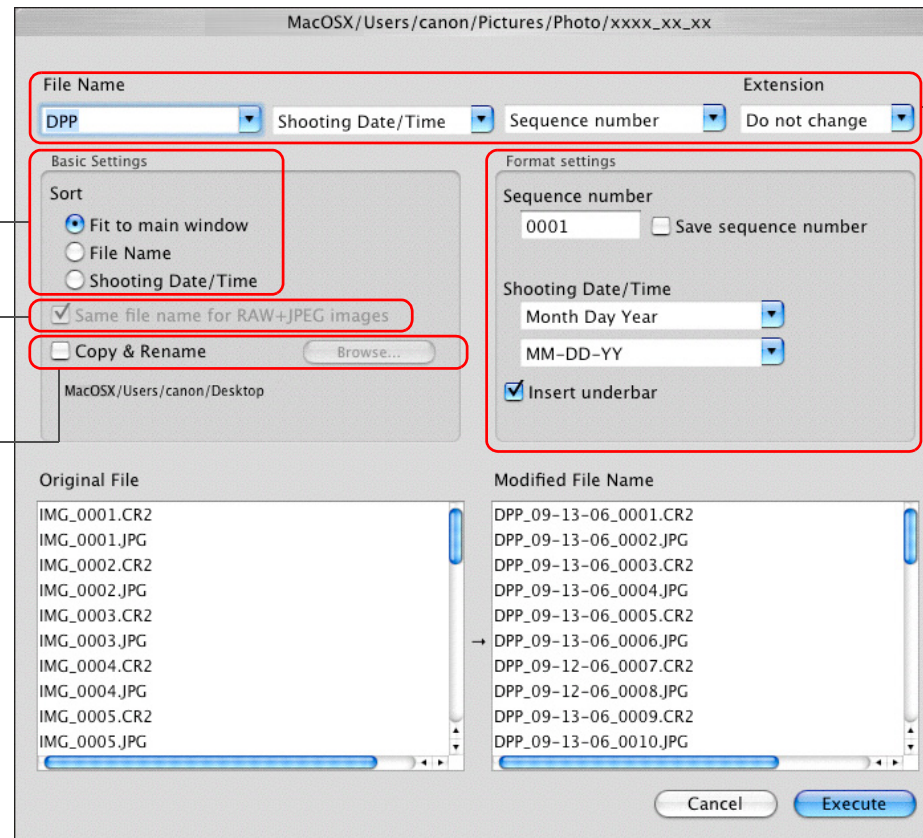 MacOSX/Users/canon/Pictures/Photo/xxxx_xx_xx
File Name
Extension
DPP
Shooting Date/Time
Sequence number
Do not change
Basic Settings
Sort
Fit to main window
File Name
Shooting Date/Time
Same file name for RAW+JPEG images
Copy & Rename
Browse...
MacOSX/Users/canon/Desktop
Format settings
Sequence number
0001
Save sequence number
Shooting Date/Time
Month Day Year
MM-DD-YY
Insert underbar
Original File
IMG_0001.CR2
IMG_0001.JPG
IMG_0002.CR2
IMG_0002.JPG
IMG_0003.CR2
IMG_0003.JPG
IMG_0004.CR2
IMG_0004.JPG
IMG_0005.CR2
IMG_0005.JPG
→
Modified File Name
DPP_09-13-06_0001.CR2
DPP_09-13-06_0002.JPG
DPP_09-13-06_0003.CR2
DPP_09-13-06_0004.JPG
DPP_09-13-06_0005.CR2
DPP_09-13-06_0006.JPG
DPP_09-12-06_0007.CR2
DPP_09-12-06_0008.JPG
DPP_09-13-06_0009.CR2
DPP_09-13-06_0010.JPG
Cancel
Execute